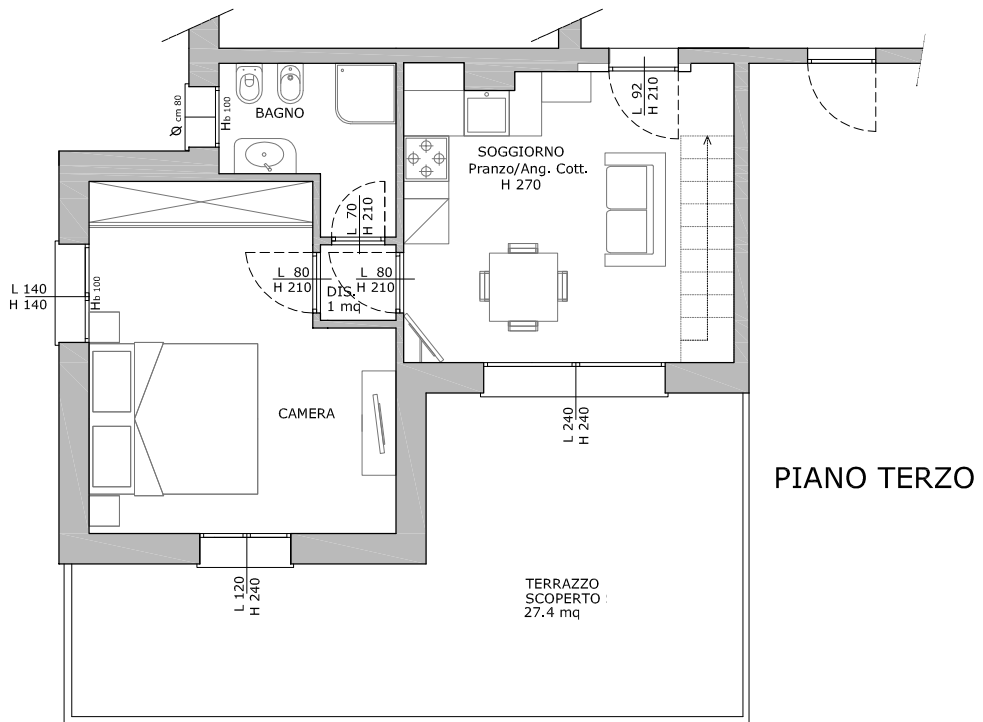 BAGNO
Ø cm 80
Hb 100
L 92
H 210
SOGGIORNO
Pranzo/Ang. Cott.
H 270
L 70
H 210
L 80
H 210
L 80
H 210
DIS.
1 mq
L 140
H 140
Hb 100
CAMERA
L 240
H 240
PIANO TERZO
L 120
H 240
TERRAZZO
SCOPERTO
27.4 mq